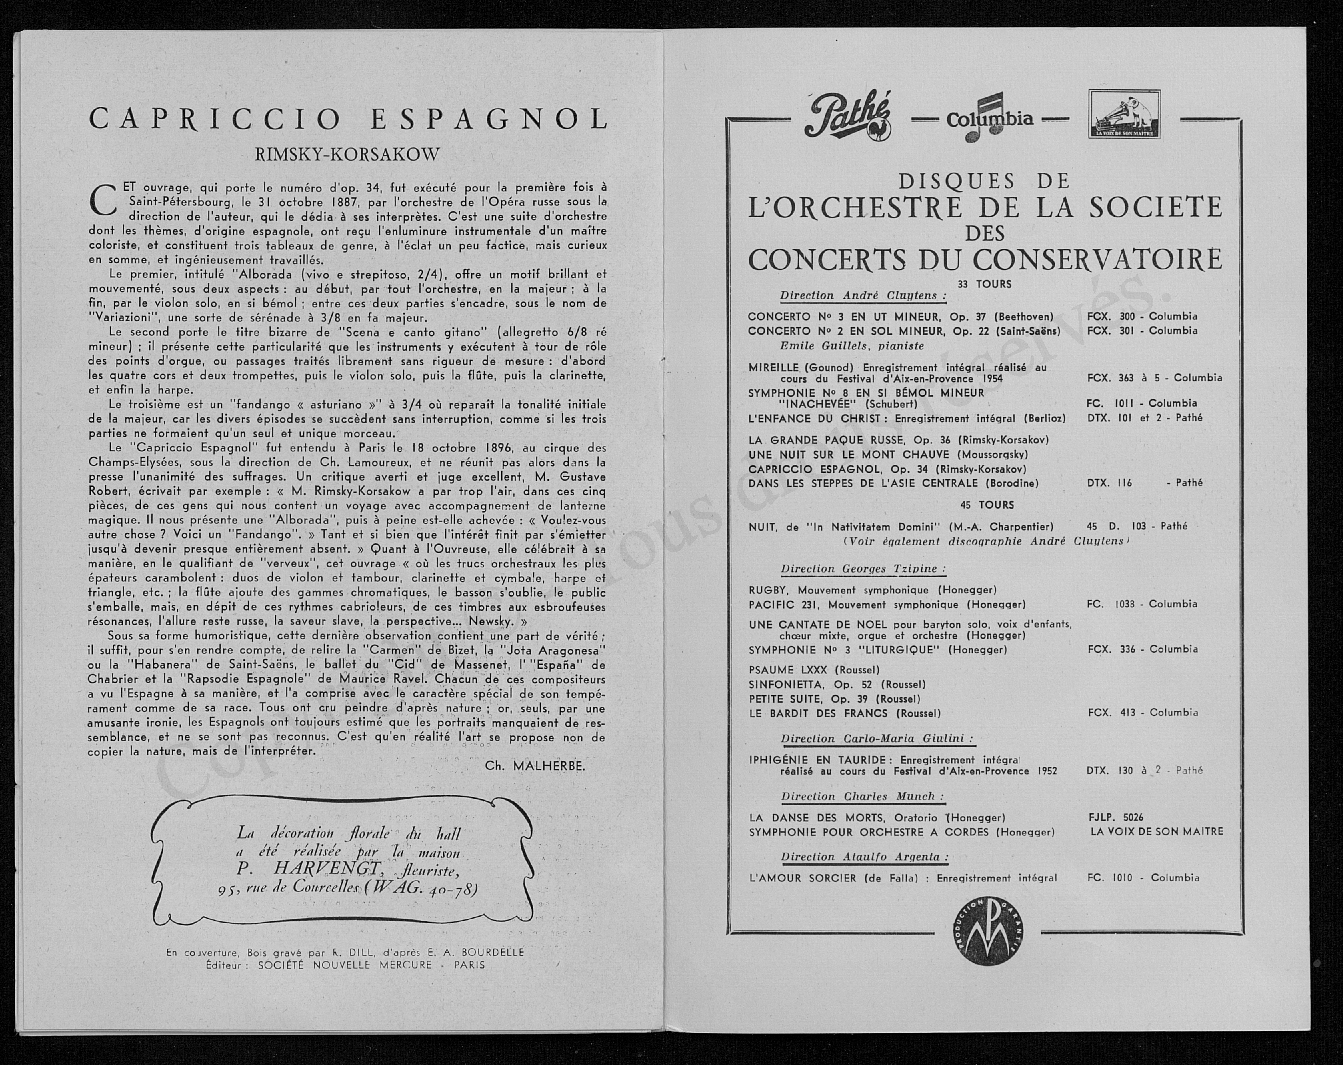 CAPRICCIO ESPAGNOL
RIMSKY-KORSAKOW
CET ouvrage, qui porte le numéro d'op. 34, fut exécuté pour la première fois à
Saint-Pétersbourg, le 31 octobre 1887, par l'orchestre de l'Opéra russe sous la
direction de l'auteur, qui le dédia à ses interprètes. C'est une suite d'orchestre
dont les thèmes, d'origine espagnole, ont reçu l'enluminure instrumentale d'un maître
coloriste, et constituent trois tableaux de genre, à l'éclat un peu factice, mais curieux
en somme, et ingénieusement travaillés.
Le premier, intitulé "Alborada (vivo e strepitoso, 2/4), offre un motif brillant et
mouvementé, sous deux aspects : au début, par tout l'orchestre, en la majeur ; à la
fin, par le violon solo, en si bémol ; entre ces deux parties s'encadre, sous le nom de
"Variazioni", une sorte de sérénade à 3/8 en fa majeur.
Le second porte le titre bizarre de "Scena e canto gitano" (allegretto 6/8 ré
mineur) ; il présente cette particularité que les instruments y exécutent à tour de rôle
des points d'orgue, ou passages traités librement sans rigueur de mesure : d'abord
les quatre cors et deux trompettes, puis le violon solo, puis la flûte, puis la clarinette,
et enfin la harpe.
Le troisième est un "fandango « asturiano »" à 3/4 où reparaît la tonalité initiale
de la majeur, car les divers épisodes se succèdent sans interruption, comme si les trois
parties ne formaient qu'un seul et unique morceau.
Le "Capriccio Espagnol" fut entendu à Paris le 18 octobre 1896, au cirque des
Champs-Elysées, sous la direction de Ch. Lamoureux, et ne réunit pas alors dans la
presse l'unanimité des suffrages. Un critique averti et juge excellent, M. Gustave
Robert, écrivait par exemple : « M. Rimsky-Korsakow a par trop l'air, dans ces cinq
pièces, de ces gens qui nous content un voyage avec accompagnement de lanterne
magique. Il nous présente une "Alborada", puis à peine est-elle achevée : « Voulez-vous
autre chose ? Voici un "Fandango". » Tant et si bien que l'intérêt finit par s'émietter
jusqu'à devenir presque entièrement absent. » Quant à l'Ouvreuse, elle célébrait à sa
manière, en le qualifiant de "verveux", cet ouvrage « où les trucs orchestraux les plus
épateurs carambolent : duos de violon et tambour, clarinette et cymbale, harpe et
triangle, etc. ; la flûte ajoute des gammes chromatiques, le basson s'oublie, le public
s'emballe, mais, en dépit de ces rythmes cabrioleurs, de ces timbres aux esbroufeuses
résonances, l'allure reste russe, la saveur slave, la perspective... Newsky. »
Sous sa forme humoristique, cette dernière observation contient une part de vérité ;
il suffit, pour s'en rendre compte, de relire la "Carmen" de Bizet, la "Jota Aragonesa"
ou la "Habanera" de Saint-Saëns, le ballet du "Cid" de Massenet, l' "España" de
Chabrier et la "Rapsodie Espagnole" de Maurice Ravel. Chacun de ces compositeurs
a vu l'Espagne à sa manière, et l'a comprise avec le caractère spécial de son tempé-
rament comme de sa race. Tous ont cru peindre d'après nature ; or, seuls, par une
amusante ironie, les Espagnols ont toujours estimé que les portraits manquaient de res-
semblance, et ne se sont pas reconnus. C'est qu'en réalité l'art se propose non de
copier la nature, mais de l'interpréter.
Ch. MALHERBE.
La décoration florale du hall
a été réalisée par la maison
P. HARVENGT, fleuriste,
95, rue de Courcelles (WAG. 40-78)
En couverture, Bois gravé par R. DILL, d'après E. A. BOURDELLE
Éditeur : SOCIÉTÉ NOUVELLE MERCURE - PARIS
Pathé Columbia LA VOIX DE SON MAITRE
DISQUES DE
L'ORCHESTRE DE LA SOCIETE
DES
CONCERTS DU CONSERVATOIRE
33 TOURS
Direction André Cluytens :
CONCERTO No 3 EN UT MINEUR, Op. 37 (Beethoven) FCX. 300 - Columbia
CONCERTO No 2 EN SOL MINEUR, Op. 22 (Saint-Saëns) FCX. 301 - Columbia
Emile Guillels, pianiste
MIREILLE (Gounod) Enregistrement intégral réalisé au
cours du Festival d'Aix-en-Provence 1954 FCX. 363 à 5 - Columbia
SYMPHONIE No 8 EN SI BÉMOL MINEUR
"INACHEVÉE" (Schubert) FC. 1011 - Columbia
L'ENFANCE DU CHRIST : Enregistrement intégral (Berlioz) DTX. 101 et 2 - Pathé
LA GRANDE PAQUE RUSSE, Op. 36 (Rimsky-Korsakov)
UNE NUIT SUR LE MONT CHAUVE (Moussorgsky)
CAPRICCIO ESPAGNOL, Op. 34 (Rimsky-Korsakov)
DANS LES STEPPES DE L'ASIE CENTRALE (Borodine) DTX. 116 - Pathé
45 TOURS
NUIT, de "In Nativitatem Domini" (M.-A. Charpentier) 45 D. 103 - Pathé
(Voir également discographie André Cluytens)
Direction Georges Tzipine :
RUGBY, Mouvement symphonique (Honegger)
PACIFIC 231, Mouvement symphonique (Honegger) FC. 1038 - Columbia
UNE CANTATE DE NOEL pour baryton solo, voix d'enfants,
chœur mixte, orgue et orchestre (Honegger)
SYMPHONIE No 3 "LITURGIQUE" (Honegger) FCX. 336 - Columbia
PSAUME LXXX (Roussel)
SINFONIETTA, Op. 52 (Roussel)
PETITE SUITE, Op. 39 (Roussel)
LE BARDIT DES FRANCS (Roussel) FCX. 413 - Columbia
Direction Carlo-Maria Giulini :
IPHIGÉNIE EN TAURIDE : Enregistrement intégral
réalisé au cours du Festival d'Aix-en-Provence 1952 DTX. 130 à 2 - Pathé
Direction Charles Munch :
LA DANSE DES MORTS, Oratorio (Honegger) FJLP. 5026
SYMPHONIE POUR ORCHESTRE A CORDES (Honegger) LA VOIX DE SON MAITRE
Direction Ataulfo Argenta :
L'AMOUR SORCIER (de Falla) : Enregistrement intégral FC. 1010 - Columbia
PRODUCTION PM GARANTIE